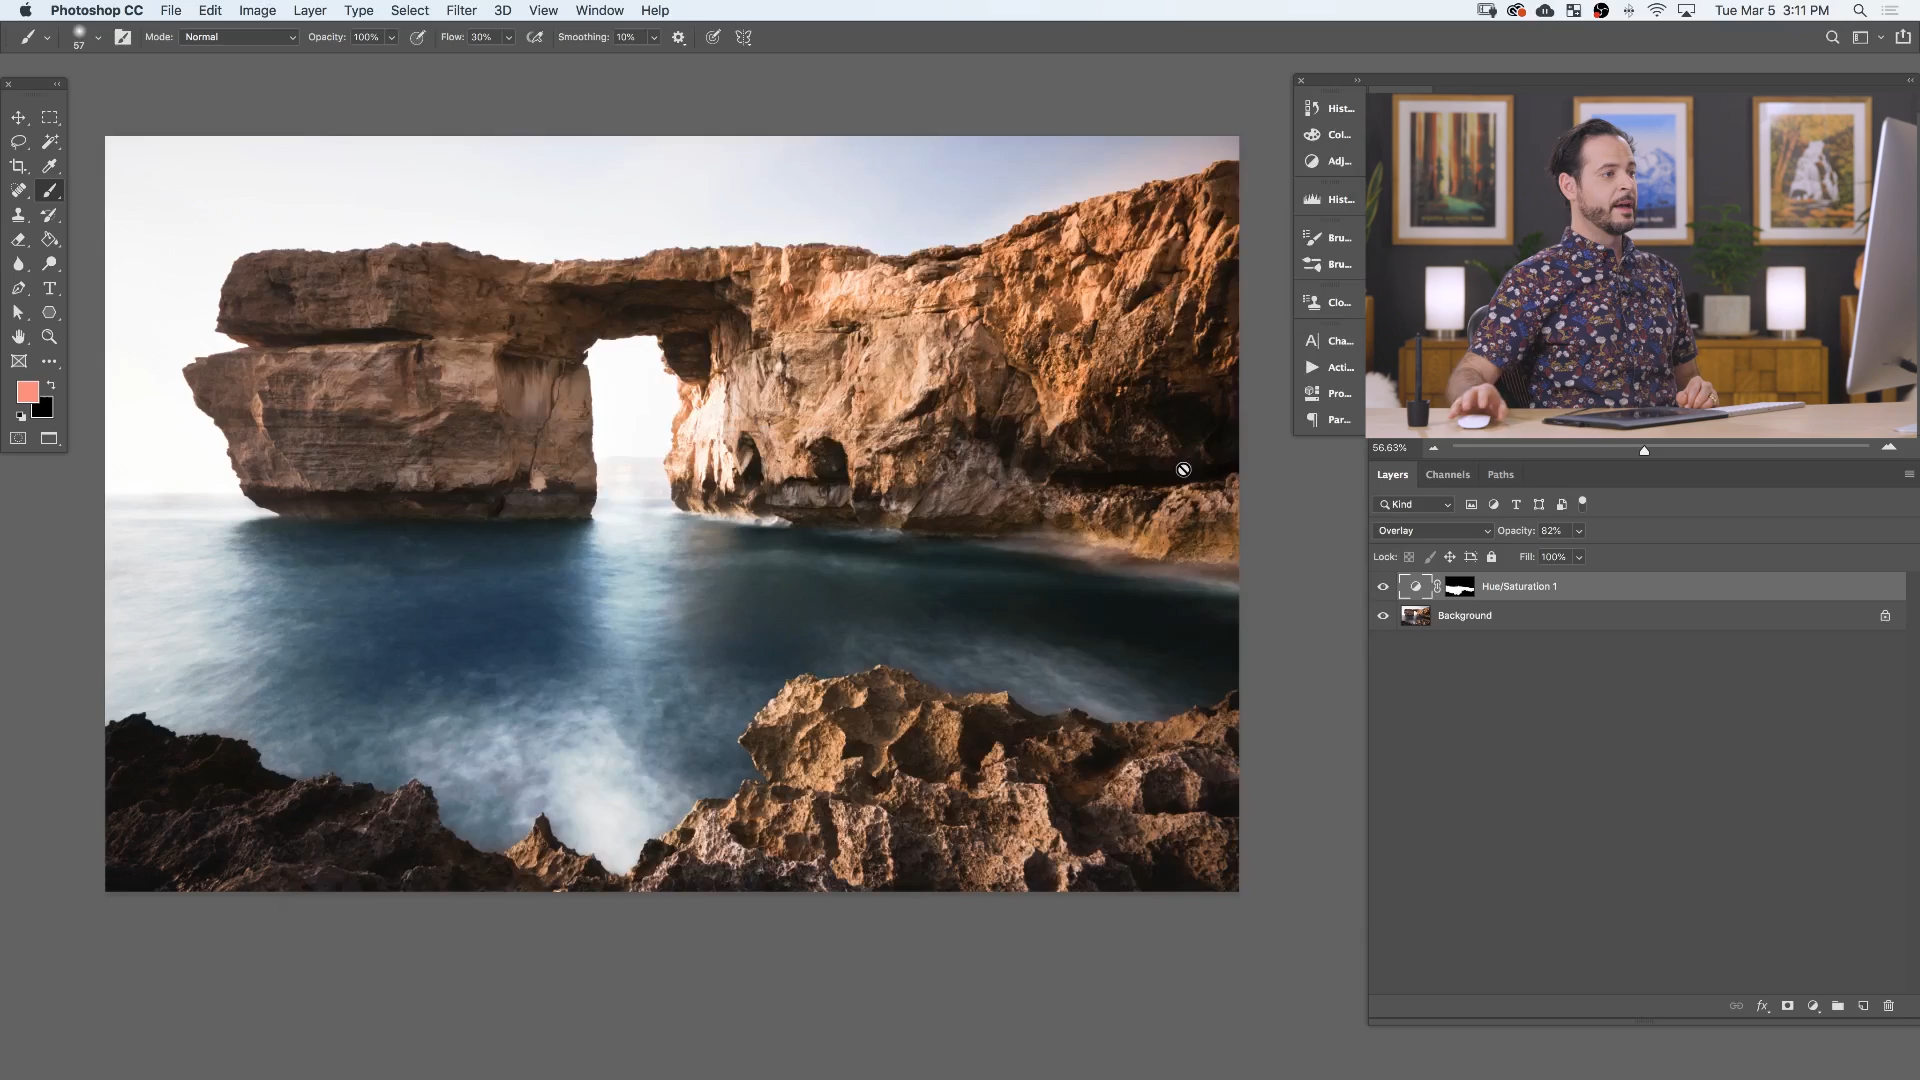 Photoshop CC File Edit Image Layer Type Select Filter 3D View Window Help Tue Mar 5 3:11 PM
57 Mode: Normal Opacity: 100% Flow: 30% Smoothing: 10%
Hist...
Col...
Adj...
Hist...
Bru...
Bru...
Clo...
Cha...
Acti...
Pro...
Par...
56.63%
Layers Channels Paths
Kind
Overlay Opacity: 82%
Lock: Fill: 100%
Hue/Saturation 1
Background